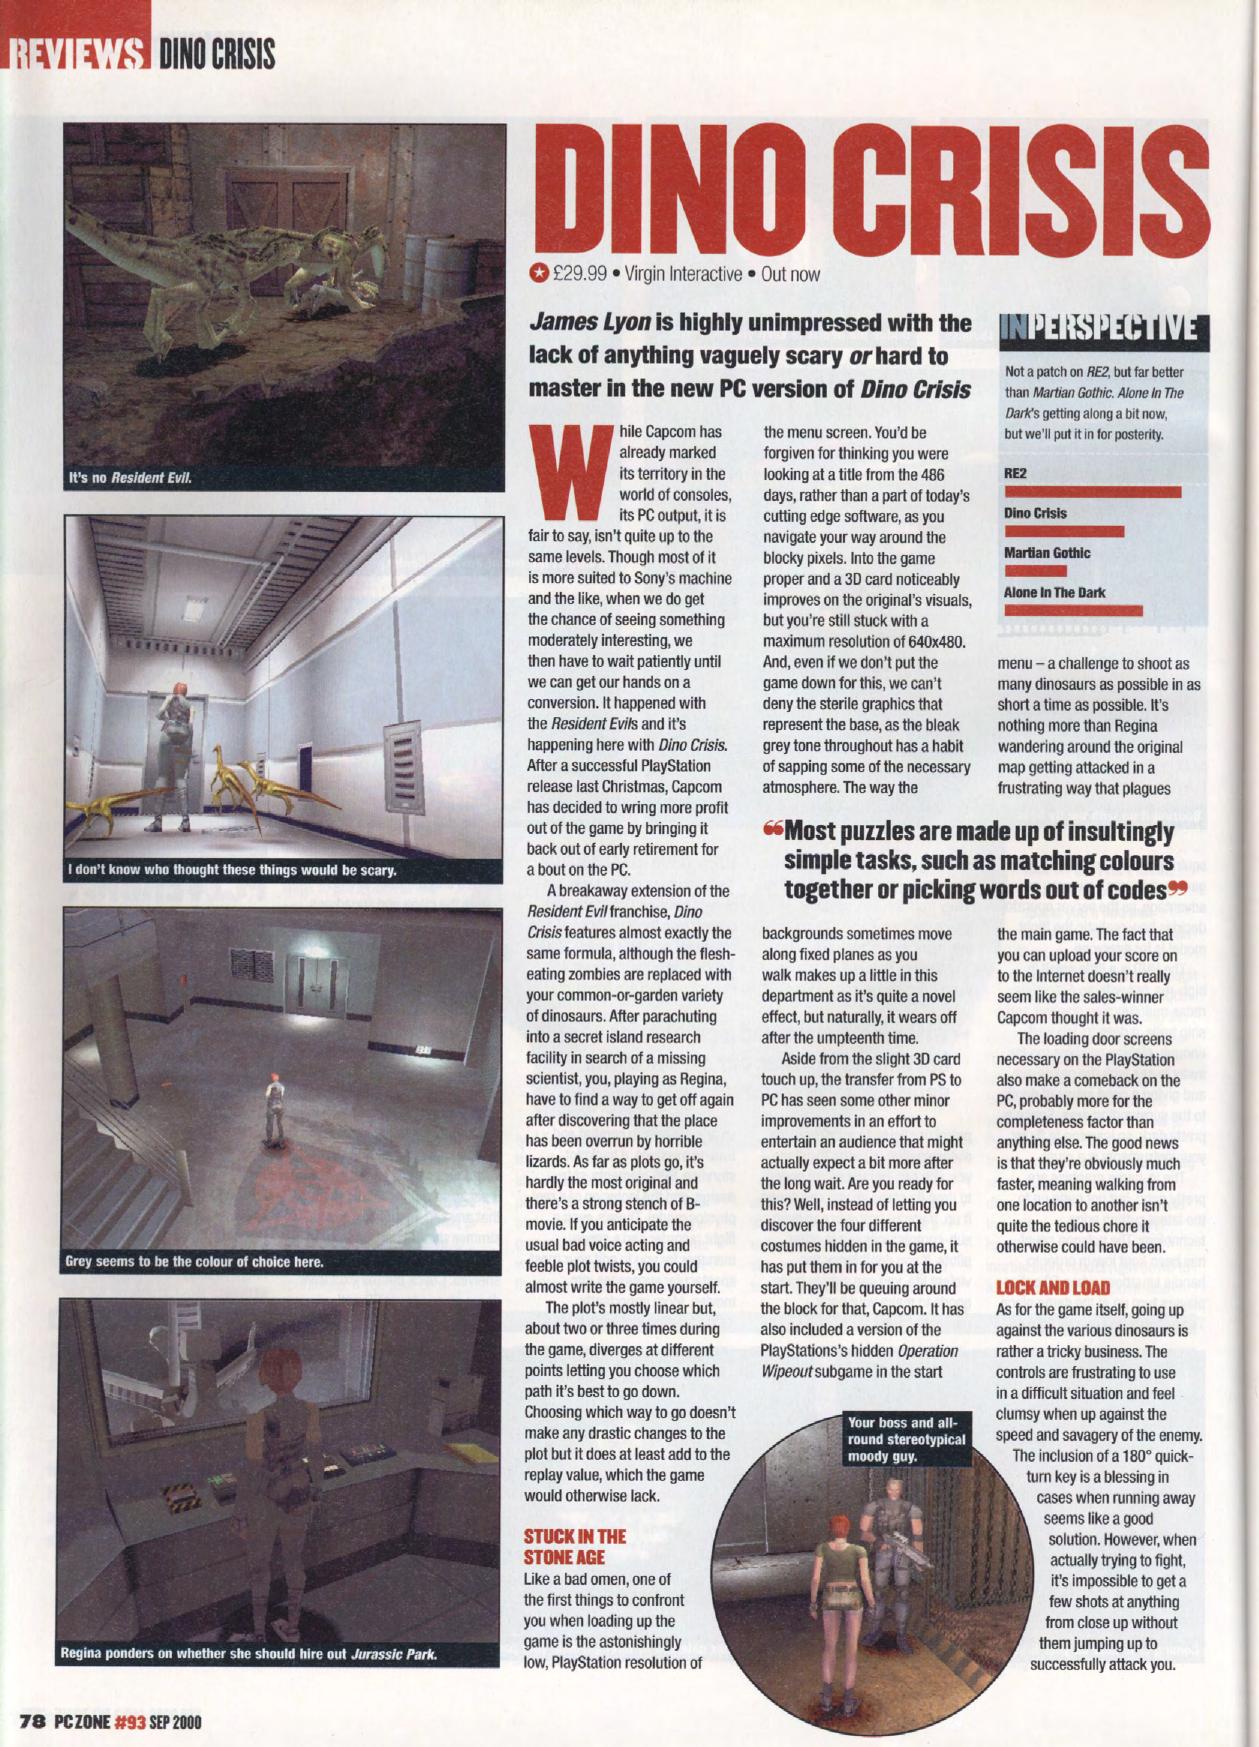 REVIEWS DINO CRISIS
DINO CRISIS
£29.99 • Virgin Interactive • Out now
James Lyon is highly unimpressed with the
lack of anything vaguely scary or hard to
master in the new PC version of Dino Crisis
It's no Resident Evil.
I don't know who thought these things would be scary.
Grey seems to be the colour of choice here.
Regina ponders on whether she should hire out Jurassic Park.
While Capcom has
already marked
its territory in the
world of consoles,
its PC output, it is
fair to say, isn't quite up to the
same levels. Though most of it
is more suited to Sony's machine
and the like, when we do get
the chance of seeing something
moderately interesting, we
then have to wait patiently until
we can get our hands on a
conversion. It happened with
the Resident Evils and it's
happening here with Dino Crisis.
After a successful PlayStation
release last Christmas, Capcom
has decided to wring more profit
out of the game by bringing it
back out of early retirement for
a bout on the PC.
A breakaway extension of the
Resident Evil franchise, Dino
Crisis features almost exactly the
same formula, although the flesh-
eating zombies are replaced with
your common-or-garden variety
of dinosaurs. After parachuting
into a secret island research
facility in search of a missing
scientist, you, playing as Regina,
have to find a way to get off again
after discovering that the place
has been overrun by horrible
lizards. As far as plots go, it's
hardly the most original and
there's a strong stench of B-
movie. If you anticipate the
usual bad voice acting and
feeble plot twists, you could
almost write the game yourself.
The plot's mostly linear but,
about two or three times during
the game, diverges at different
points letting you choose which
path it's best to go down.
Choosing which way to go doesn't
make any drastic changes to the
plot but it does at least add to the
replay value, which the game
would otherwise lack.
STUCK IN THE
STONE AGE
Like a bad omen, one of
the first things to confront
you when loading up the
game is the astonishingly
low, PlayStation resolution of
the menu screen. You'd be
forgiven for thinking you were
looking at a title from the 486
days, rather than a part of today's
cutting edge software, as you
navigate your way around the
blocky pixels. Into the game
proper and a 3D card noticeably
improves on the original's visuals,
but you're still stuck with a
maximum resolution of 640x480.
And, even if we don't put the
game down for this, we can't
deny the sterile graphics that
represent the base, as the bleak
grey tone throughout has a habit
of sapping some of the necessary
atmosphere. The way the
“Most puzzles are made up of insultingly
simple tasks, such as matching colours
together or picking words out of codes”
backgrounds sometimes move
along fixed planes as you
walk makes up a little in this
department as it's quite a novel
effect, but naturally, it wears off
after the umpteenth time.
Aside from the slight 3D card
touch up, the transfer from PS to
PC has seen some other minor
improvements in an effort to
entertain an audience that might
actually expect a bit more after
the long wait. Are you ready for
this? Well, instead of letting you
discover the four different
costumes hidden in the game, it
has put them in for you at the
start. They'll be queuing around
the block for that, Capcom. It has
also included a version of the
PlayStations's hidden Operation
Wipeout subgame in the start
Your boss and all-
round stereotypical
moody guy.
INPERSPECTIVE
Not a patch on RE2, but far better
than Martian Gothic. Alone In The
Dark's getting along a bit now,
but we'll put it in for posterity.
RE2
Dino Crisis
Martian Gothic
Alone In The Dark
menu – a challenge to shoot as
many dinosaurs as possible in as
short a time as possible. It's
nothing more than Regina
wandering around the original
map getting attacked in a
frustrating way that plagues
the main game. The fact that
you can upload your score on
to the Internet doesn't really
seem like the sales-winner
Capcom thought it was.
The loading door screens
necessary on the PlayStation
also make a comeback on the
PC, probably more for the
completeness factor than
anything else. The good news
is that they're obviously much
faster, meaning walking from
one location to another isn't
quite the tedious chore it
otherwise could have been.
LOCK AND LOAD
As for the game itself, going up
against the various dinosaurs is
rather a tricky business. The
controls are frustrating to use
in a difficult situation and feel
clumsy when up against the
speed and savagery of the enemy.
The inclusion of a 180° quick-
turn key is a blessing in
cases when running away
seems like a good
solution. However, when
actually trying to fight,
it's impossible to get a
few shots at anything
from close up without
them jumping up to
successfully attack you.
78 PCZONE #93 SEP 2000